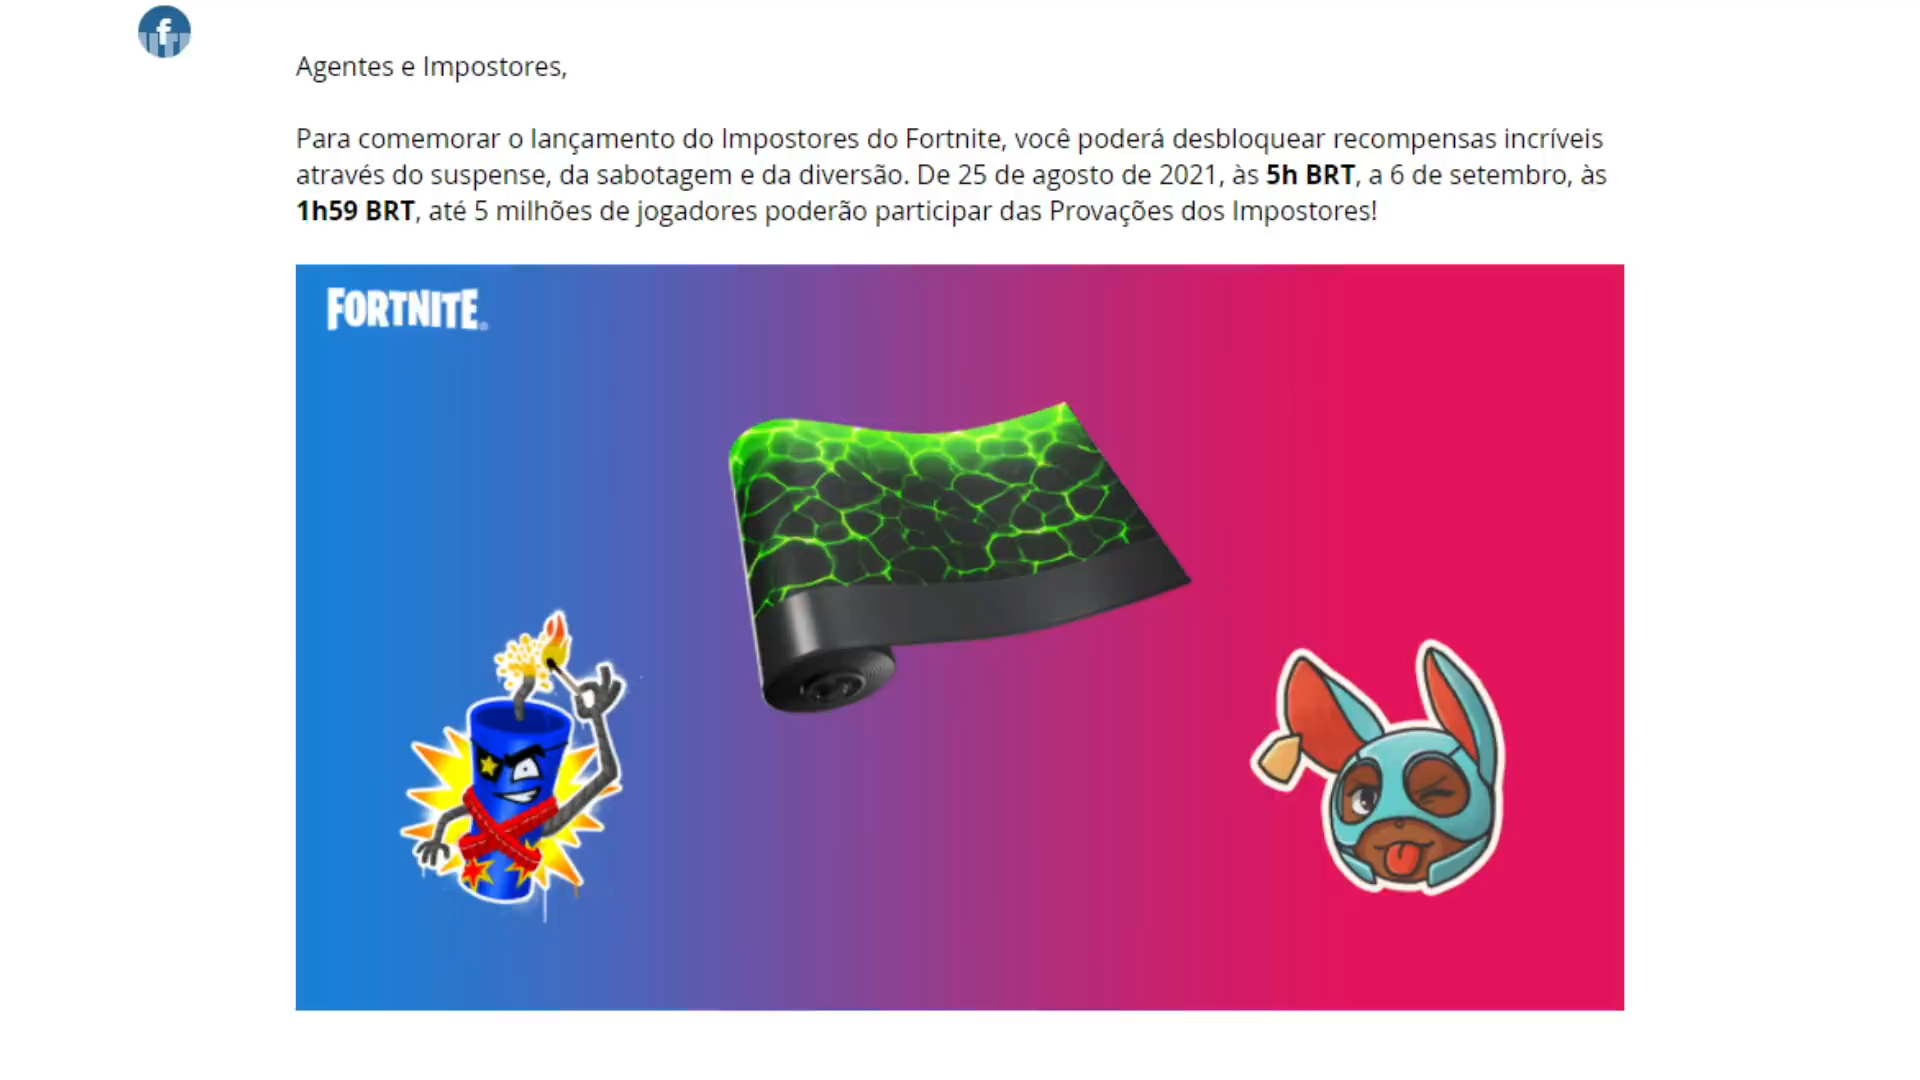 Agentes e Impostores,
Para comemorar o lançamento do Impostores do Fortnite, você poderá desbloquear recompensas incríveis
através do suspense, da sabotagem e da diversão. De 25 de agosto de 2021, às 5h BRT, a 6 de setembro, às
1h59 BRT, até 5 milhões de jogadores poderão participar das Provações dos Impostores!
FORTNITE